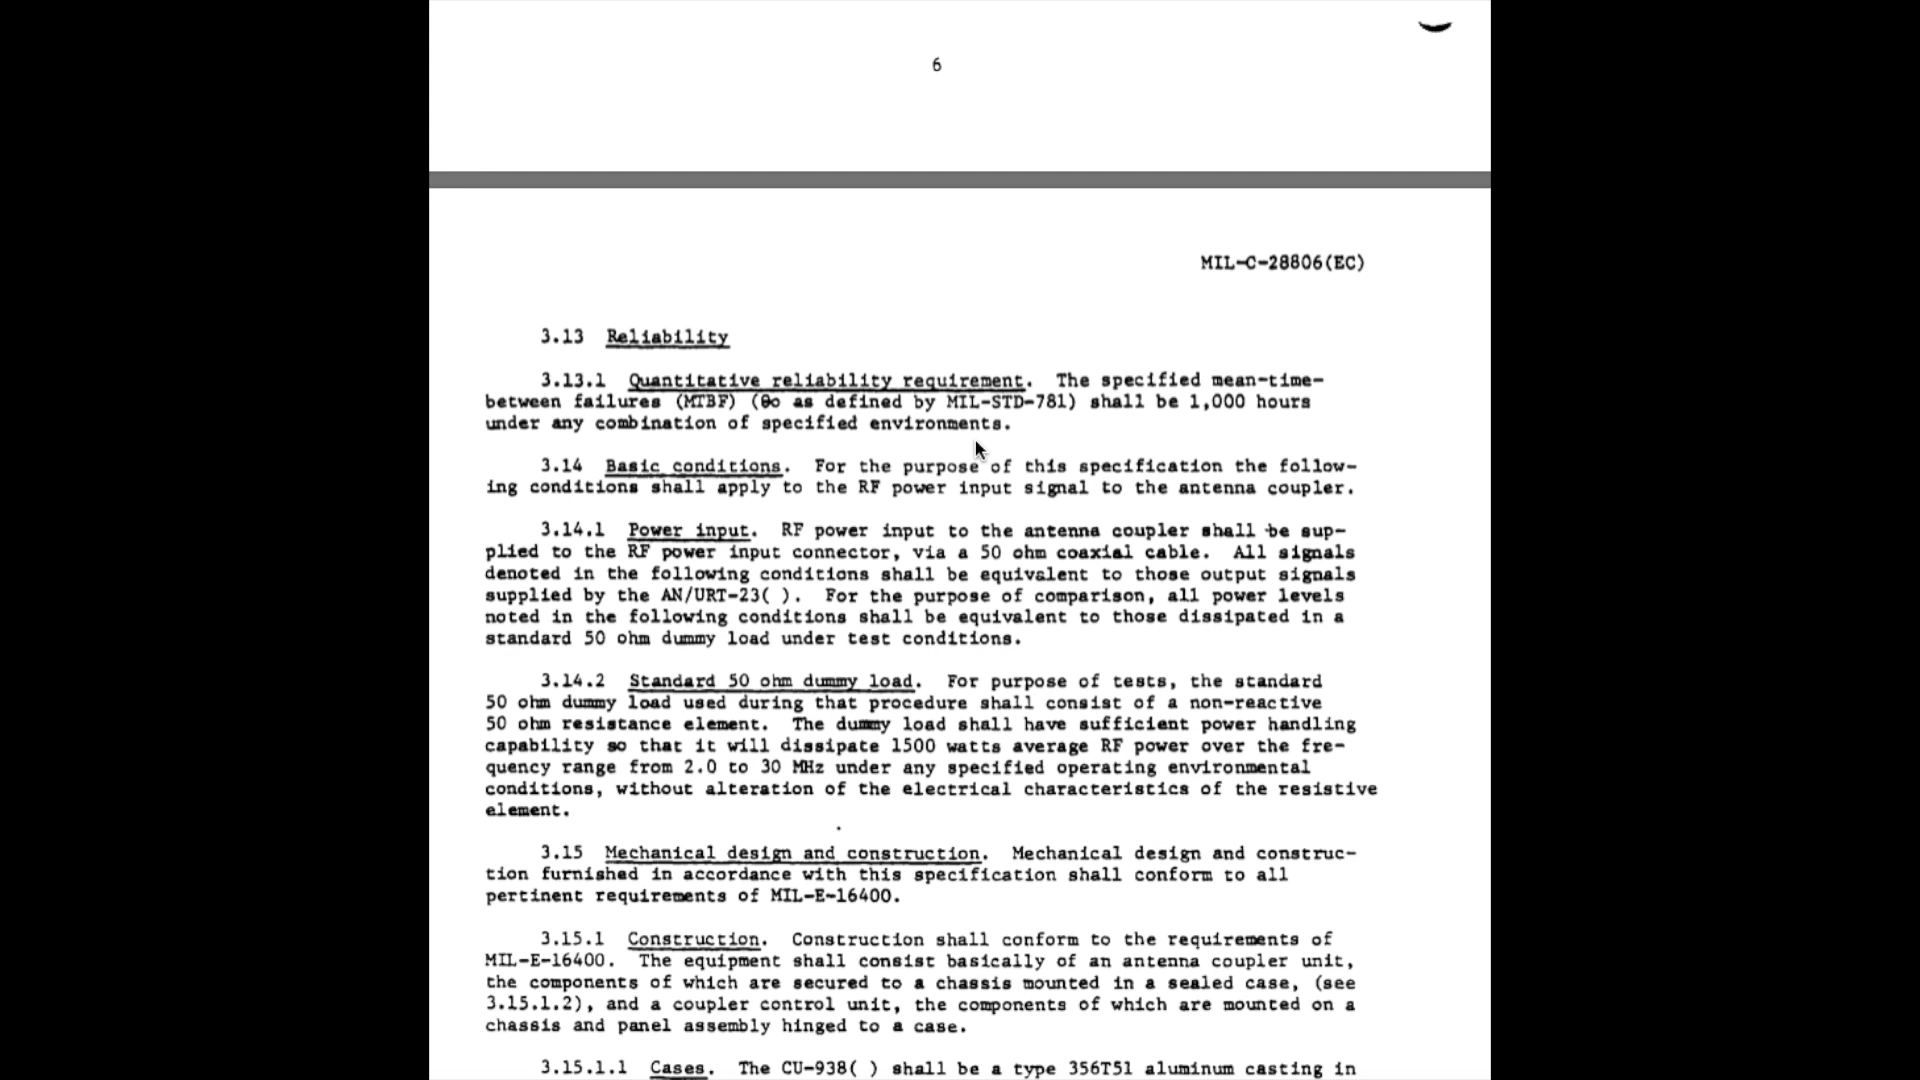 6
MIL-C-28806(EC)
3.13 Reliability
3.13.1 Quantitative reliability requirement. The specified mean-time-
between failures (MTBF) (θo as defined by MIL-STD-781) shall be 1,000 hours
under any combination of specified environments.
3.14 Basic conditions. For the purpose of this specification the follow-
ing conditions shall apply to the RF power input signal to the antenna coupler.
3.14.1 Power input. RF power input to the antenna coupler shall be sup-
plied to the RF power input connector, via a 50 ohm coaxial cable. All signals
denoted in the following conditions shall be equivalent to those output signals
supplied by the AN/URT-23( ). For the purpose of comparison, all power levels
noted in the following conditions shall be equivalent to those dissipated in a
standard 50 ohm dummy load under test conditions.
3.14.2 Standard 50 ohm dummy load. For purpose of tests, the standard
50 ohm dummy load used during that procedure shall consist of a non-reactive
50 ohm resistance element. The dummy load shall have sufficient power handling
capability so that it will dissipate 1500 watts average RF power over the fre-
quency range from 2.0 to 30 MHz under any specified operating environmental
conditions, without alteration of the electrical characteristics of the resistive
element.
3.15 Mechanical design and construction. Mechanical design and construc-
tion furnished in accordance with this specification shall conform to all
pertinent requirements of MIL-E-16400.
3.15.1 Construction. Construction shall conform to the requirements of
MIL-E-16400. The equipment shall consist basically of an antenna coupler unit,
the components of which are secured to a chassis mounted in a sealed case, (see
3.15.1.2), and a coupler control unit, the components of which are mounted on a
chassis and panel assembly hinged to a case.
3.15.1.1 Cases. The CU-938( ) shall be a type 356T51 aluminum casting in